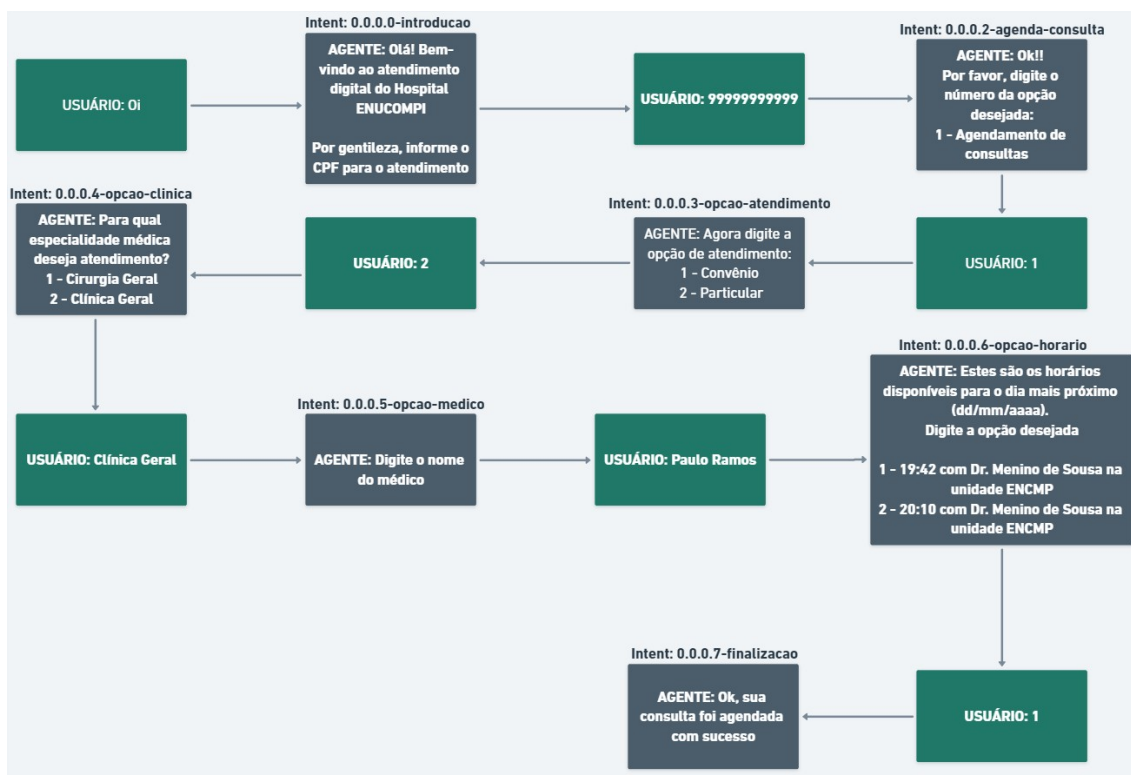 USUÁRIO: Oi
Intent: 0.0.0.0-introducao
AGENTE: Olá! Bem-
vindo ao atendimento
digital do Hospital
ENUCOMPI
Por gentileza, informe o
CPF para o atendimento
USUÁRIO: 99999999999
Intent: 0.0.0.2-agenda-consulta
AGENTE: Ok!!
Por favor, digite o
número da opção
desejada:
1 - Agendamento de
consultas
USUÁRIO: 1
Intent: 0.0.0.3-opcao-atendimento
AGENTE: Agora digite a
opção de atendimento:
1 - Convênio
2 - Particular
USUÁRIO: 2
Intent: 0.0.0.4-opcao-clinica
AGENTE: Para qual
especialidade médica
deseja atendimento?
1 - Cirurgia Geral
2 - Clínica Geral
USUÁRIO: Clínica Geral
Intent: 0.0.0.5-opcao-medico
AGENTE: Digite o nome
do médico
USUÁRIO: Paulo Ramos
Intent: 0.0.0.6-opcao-horario
AGENTE: Estes são os horários
disponíveis para o dia mais próximo
(dd/mm/aaaa).
Digite a opção desejada
1 - 19:42 com Dr. Menino de Sousa na
unidade ENCMP
2 - 20:10 com Dr. Menino de Sousa na
unidade ENCMP
USUÁRIO: 1
Intent: 0.0.0.7-finalizacao
AGENTE: Ok, sua
consulta foi agendada
com sucesso